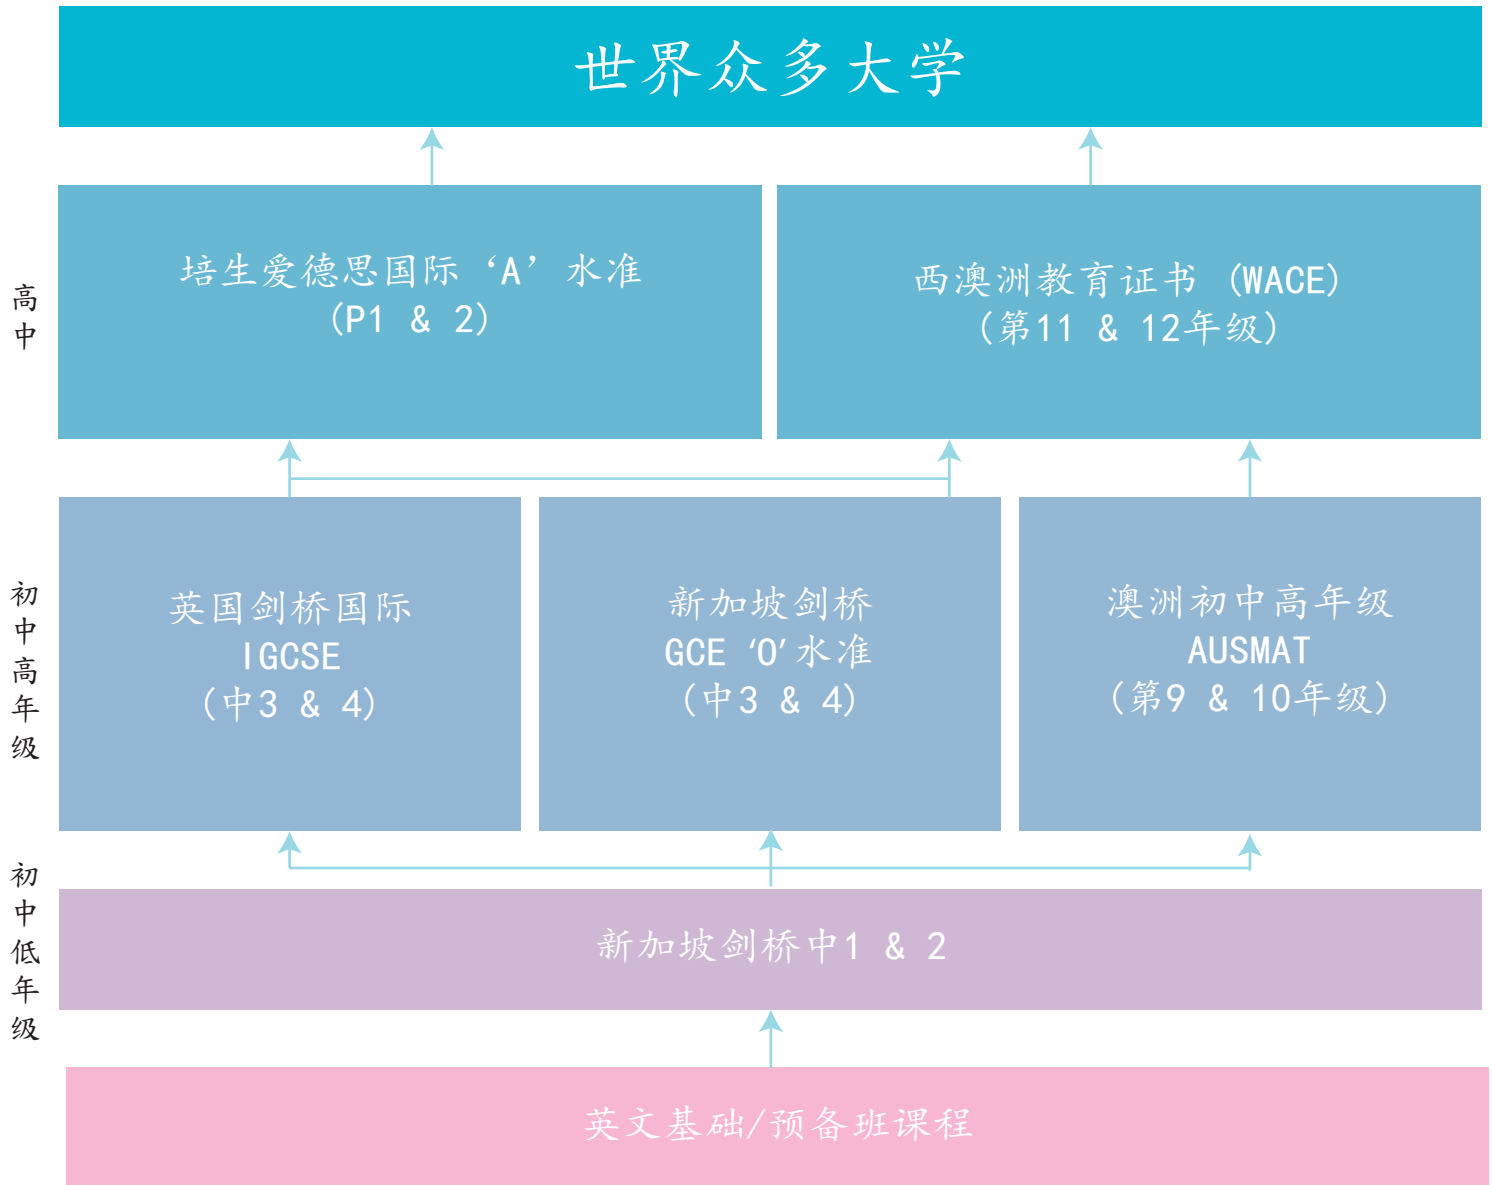 世界众多大学
高中
培生爱德思国际‘A’水准
(P1 & 2)
西澳洲教育证书 (WACE)
(第11 & 12年级)
初中高年级
英国剑桥国际
IGCSE
(中3 & 4)
新加坡剑桥
GCE ‘O’水准
(中3 & 4)
澳洲初中高年级
AUSMAT
(第9 & 10年级)
初中低年级
新加坡剑桥中1 & 2
英文基础/预备班课程